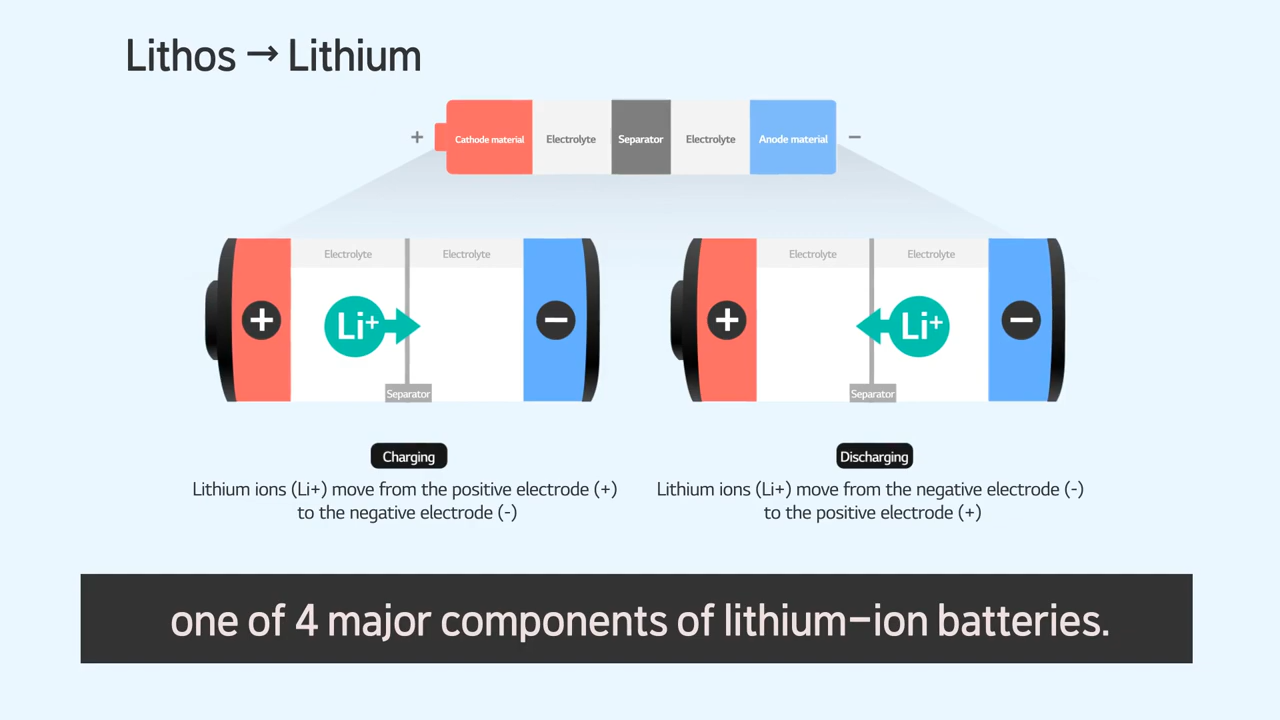 Lithos → Lithium
+ Cathode material Electrolyte Separator Electrolyte Anode material −
Electrolyte Electrolyte
+ Li+ −
Separator
Electrolyte Electrolyte
+ Li+ −
Separator
Charging
Lithium ions (Li+) move from the positive electrode (+)
to the negative electrode (-)
Discharging
Lithium ions (Li+) move from the negative electrode (-)
to the positive electrode (+)
one of 4 major components of lithium-ion batteries.